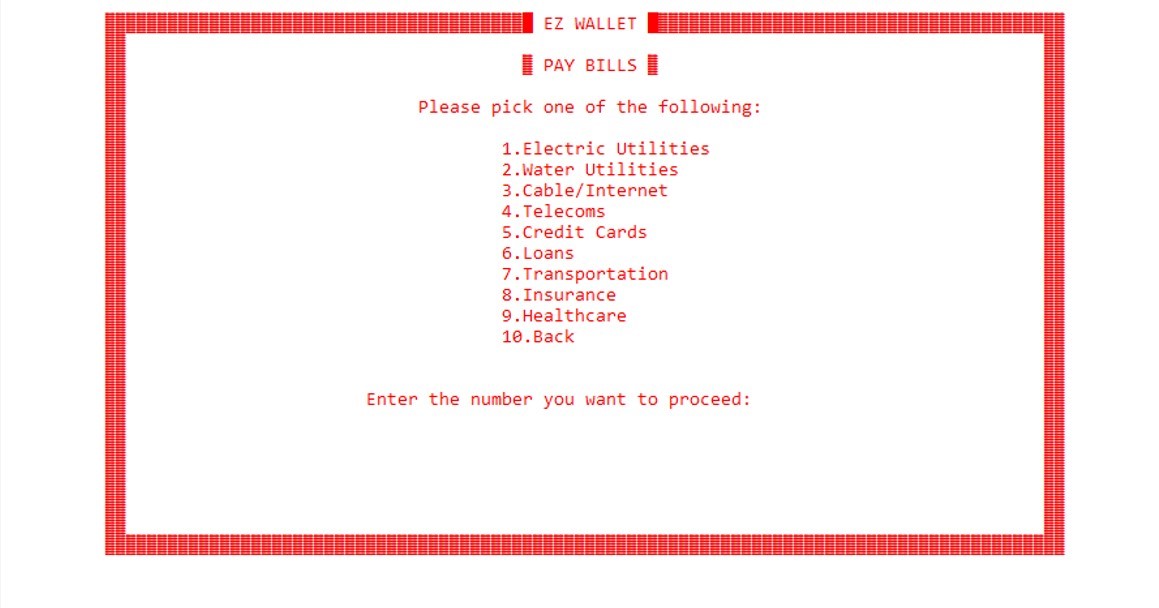 EZ WALLET
PAY BILLS
Please pick one of the following:
1.Electric Utilities
2.Water Utilities
3.Cable/Internet
4.Telecoms
5.Credit Cards
6.Loans
7.Transportation
8.Insurance
9.Healthcare
10.Back
Enter the number you want to proceed: